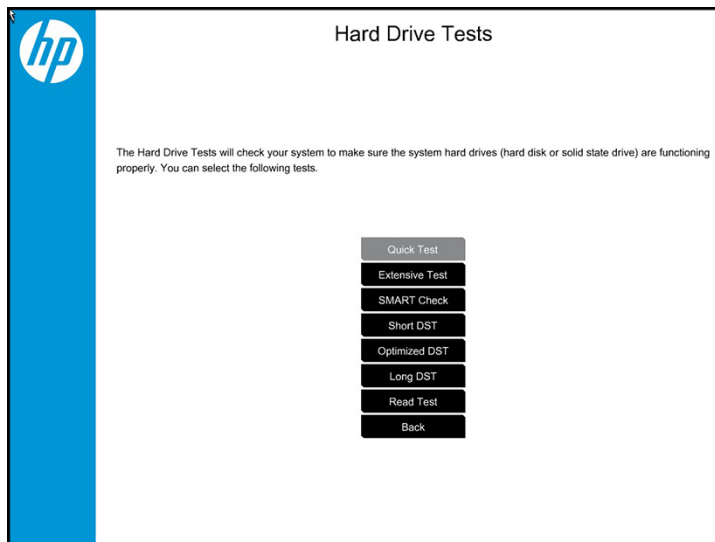 hp
Hard Drive Tests
The Hard Drive Tests will check your system to make sure the system hard drives (hard disk or solid state drive) are functioning
properly. You can select the following tests.
Quick Test
Extensive Test
SMART Check
Short DST
Optimized DST
Long DST
Read Test
Back